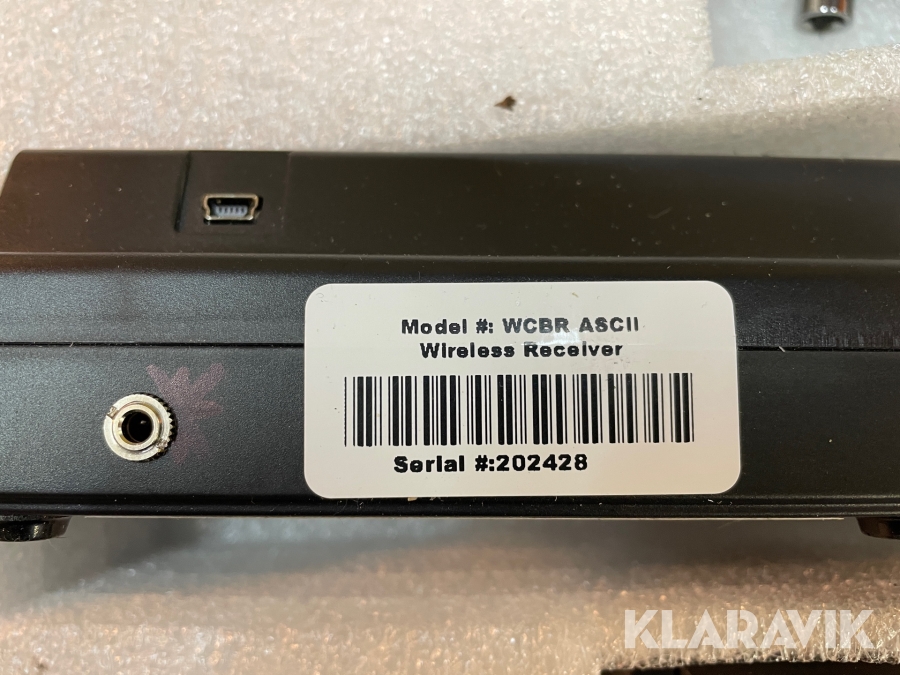 Model #: WCBR ASCII
Wireless Receiver
Serial #:202428
KLARAVIK